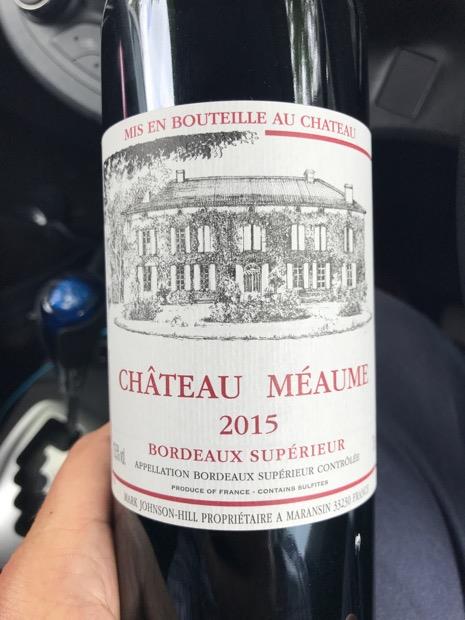 MIS EN BOUTEILLE AU CHATEAU
CHÂTEAU MÉAUME
2015
BORDEAUX SUPÉRIEUR
APPELLATION BORDEAUX SUPÉRIEUR CONTRÔLÉE
PRODUCE OF FRANCE - CONTAINS SULFITES
MARK JOHNSON-HILL PROPRIÉTAIRE A MARANSIN 33230 FRANCE